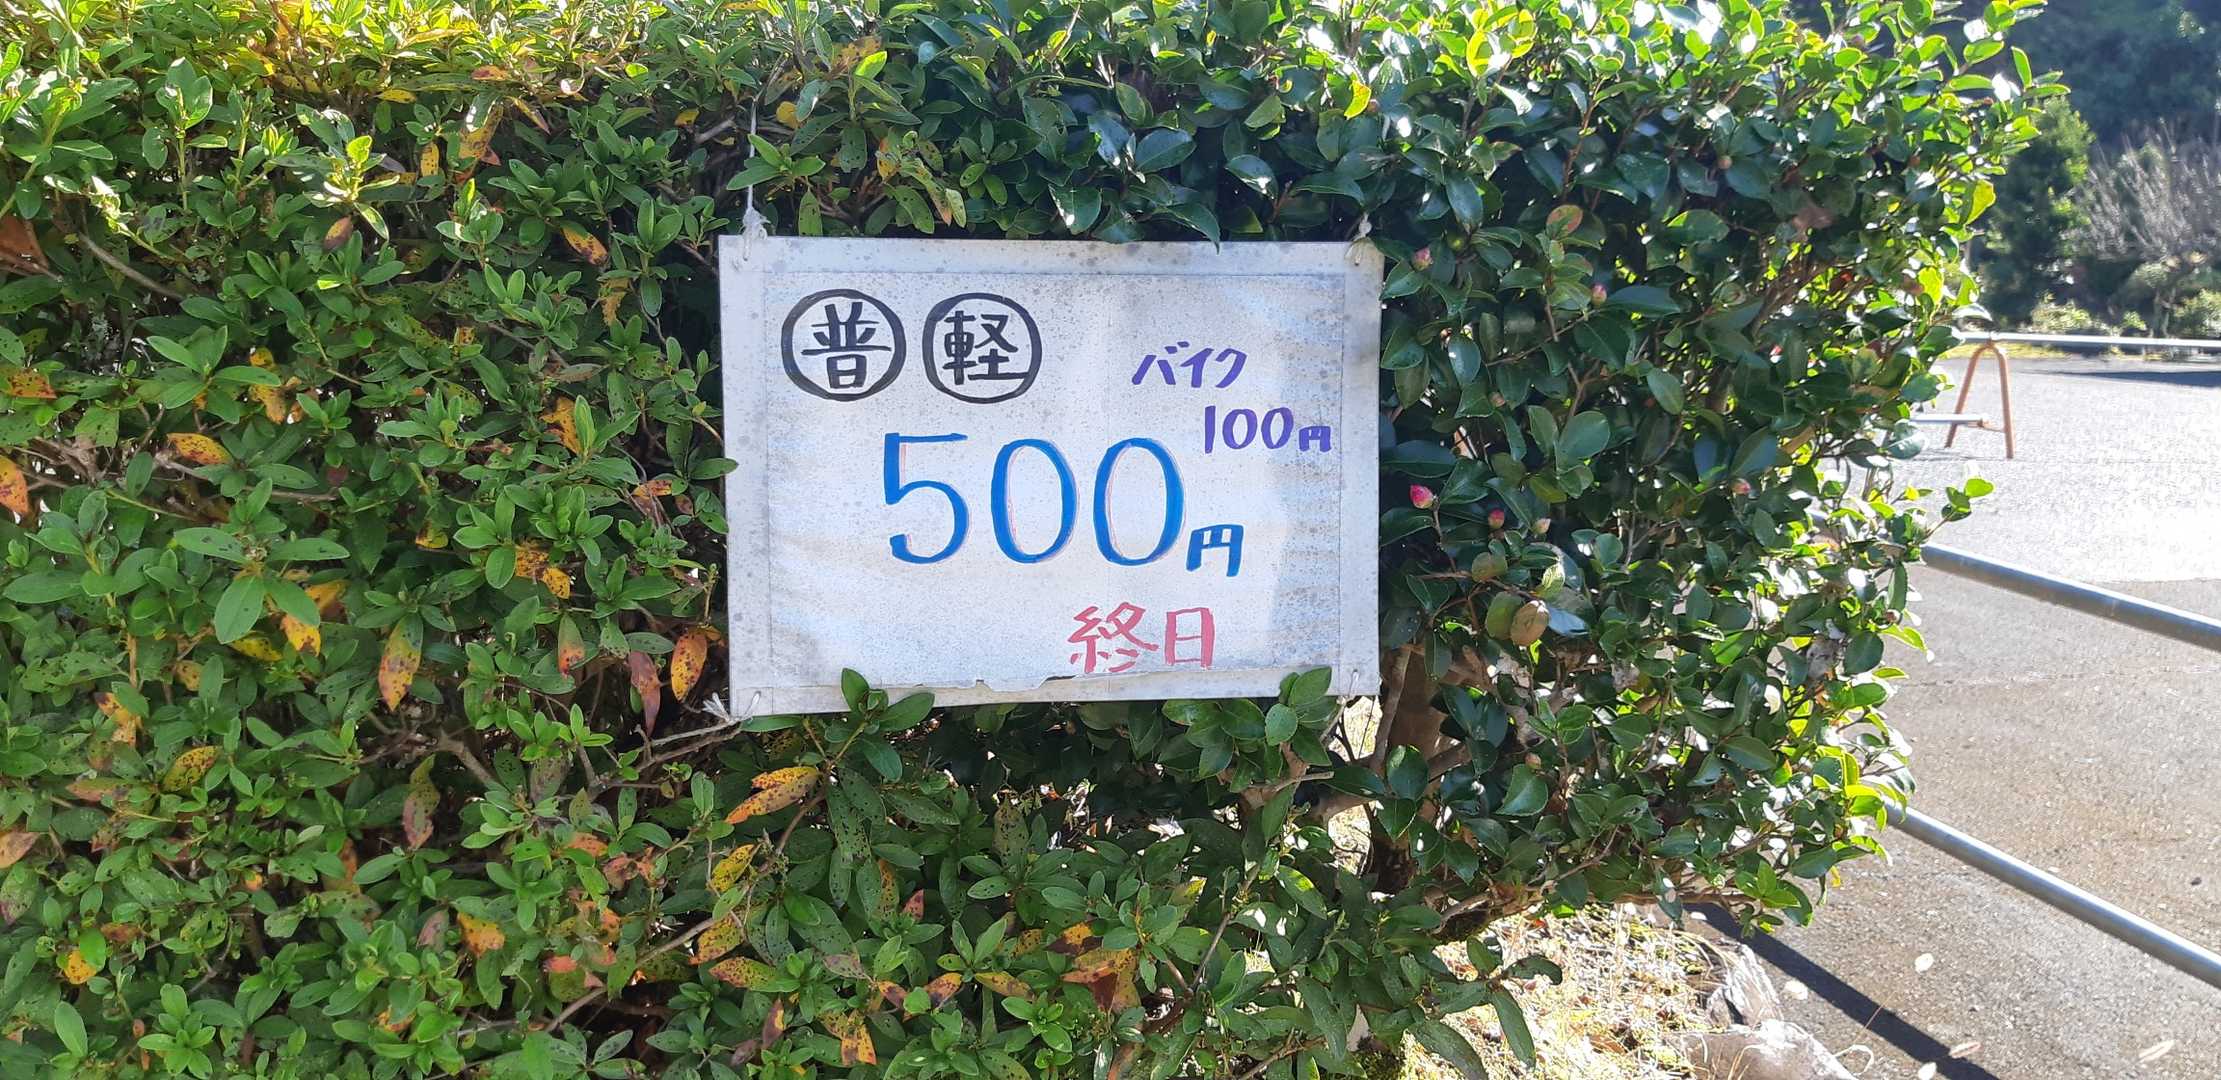 普 軽
バイク
100円
500円
終日